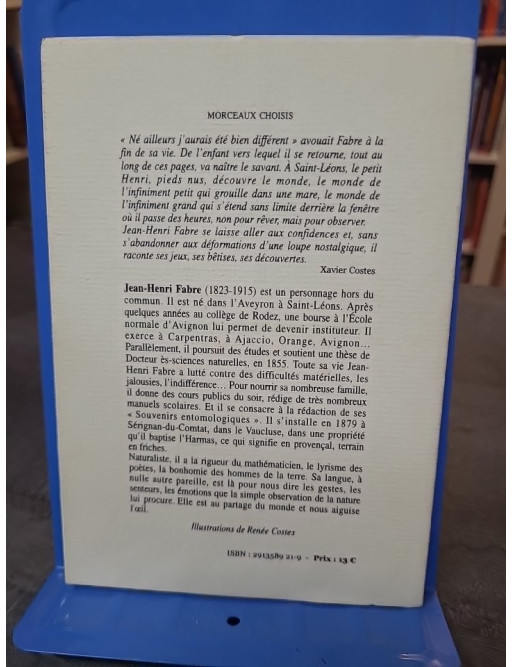 MORCEAUX CHOISIS
« Né ailleurs j'aurais été bien différent » avouait Fabre à la
fin de sa vie. De l'enfant vers lequel il se retourne, tout au
long de ces pages, va naître le savant. À Saint-Léons, le petit
Henri, pieds nus, découvre le monde, le monde de
l'infiniment petit qui grouille dans une mare, le monde de
l'infiniment grand qui s'étend sans limite derrière la fenêtre
où il passe des heures, non pour rêver, mais pour observer.
Jean-Henri Fabre se laisse aller aux confidences et, sans
s'abandonner aux déformations d'une loupe nostalgique, il
raconte ses jeux, ses bêtises, ses découvertes.
Xavier Costes
Jean-Henri Fabre (1823-1915) est un personnage hors du
commun. Il est né dans l'Aveyron à Saint-Léons. Après
quelques années au collège de Rodez, une bourse à l'École
normale d'Avignon lui permet de devenir instituteur. Il
exerce à Carpentras, à Ajaccio, Orange, Avignon...
Parallèlement, il poursuit des études et soutient une thèse de
Docteur ès-sciences naturelles, en 1855. Toute sa vie Jean-
Henri Fabre a lutté contre des difficultés matérielles, les
jalousies, l'indifférence... Pour nourrir sa nombreuse famille,
il donne des cours publics du soir, rédige de très nombreux
manuels scolaires. Et il se consacre à la rédaction de ses
« Souvenirs entomologiques ». Il s'installe en 1879 à
Sérignan-du-Comtat, dans le Vaucluse, dans une propriété
qu'il baptise l'Harmas, ce qui signifie en provençal, terrain
en friches.
Naturaliste, il a la rigueur du mathématicien, le lyrisme des
poètes, la bonhomie des hommes de la terre. Sa langue, à
nulle autre pareille, est là pour nous dire les gestes, les
senteurs, les émotions que la simple observation de la nature
lui procure. Elle est au partage du monde et nous aiguise
l'œil.
Illustrations de Renée Costes
ISBN : 2913589 21-9 - Prix : 13 €